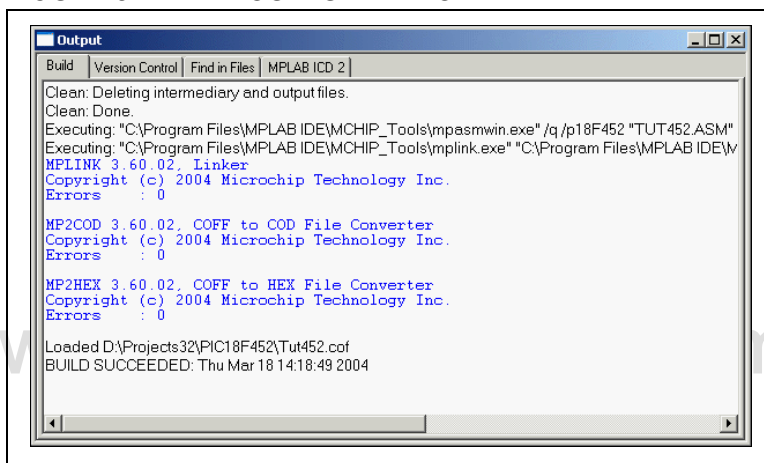 Output
Build Version Control Find in Files MPLAB ICD 2
Clean: Deleting intermediary and output files.
Clean: Done.
Executing: "C:\Program Files\MPLAB IDE\MCHIP_Tools\mpasmwin.exe" /q /p18F452 "TUT452.ASM"
Executing: "C:\Program Files\MPLAB IDE\MCHIP_Tools\mplink.exe" "C:\Program Files\MPLAB IDE\M
MPLINK 3.60.02, Linker
Copyright (c) 2004 Microchip Technology Inc.
Errors : 0
MP2COD 3.60.02, COFF to COD File Converter
Copyright (c) 2004 Microchip Technology Inc.
Errors : 0
MP2HEX 3.60.02, COFF to HEX File Converter
Copyright (c) 2004 Microchip Technology Inc.
Errors : 0
Loaded D:\Projects32\PIC18F452\Tut452.cof
BUILD SUCCEEDED: Thu Mar 18 14:18:49 2004